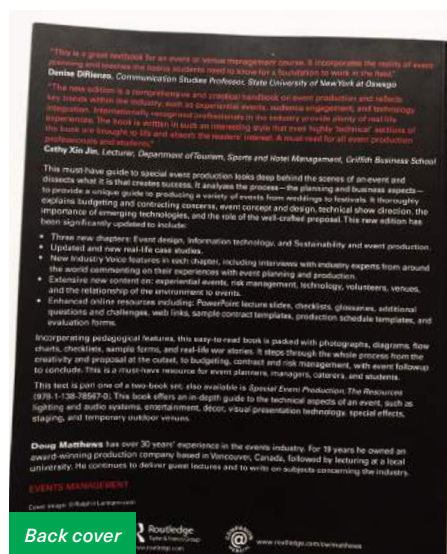 "This is a great textbook for an event or venue management course. It incorporates the reality of event
planning and teaches the basics students need to know for a foundation to work in the field."
Denise DiRienzo, Communication Studies Professor, State University of New York at Oswego
"The new edition is a comprehensive and practical handbook on event production and reflects
key trends within the industry, such as experiential events, audience engagement, and technology
integration. Internationally recognised professionals in the industry provide plenty of real life
experiences. The book is written in such an interesting style that even highly 'technical' sections of
the book are brought to life and absorb the readers' interest. A must read for all event production
professionals and students."
Cathy Xin Jin, Lecturer, Department of Tourism, Sports and Hotel Management, Griffith Business School
This must-have guide to special event production looks deep behind the scenes of an event and
dissects what it is that creates success. It analyses the process—the planning and business aspects—
to provide a unique guide to producing a variety of events from weddings to festivals. It thoroughly
explains budgeting and contracting concerns, event concept and design, technical show direction, the
importance of emerging technologies, and the role of the well-crafted proposal. This new edition has
been significantly updated to include:
• Three new chapters: Event design, Information technology, and Sustainability and event production.
• Updated and new real-life case studies.
• New Industry Voice features in each chapter, including interviews with industry experts from around
the world commenting on their experiences with event planning and production.
• Extensive new content on: experiential events, risk management, technology, volunteers, venues,
and the relationship of the environment to events.
• Enhanced online resources including: PowerPoint lecture slides, checklists, glossaries, additional
questions and challenges, web links, sample contract templates, production schedule templates, and
evaluation forms.
Incorporating pedagogical features, this easy-to-read book is packed with photographs, diagrams, flow
charts, checklists, sample forms, and real-life war stories. It steps through the whole process from the
creativity and proposal at the outset, to budgeting, contract and risk management, with event followup
to conclude. This is a must-have resource for event planners, managers, caterers, and students.
This text is part one of a two-book set; also available is Special Event Production: The Resources
(978-1-138-78567-0). This book offers an in-depth guide to the technical aspects of an event, such as
lighting and audio systems, entertainment, décor, visual presentation technology, special effects,
staging, and temporary outdoor venues.
Doug Matthews has over 30 years' experience in the events industry. For 19 years he owned an
award-winning production company based in Vancouver, Canada, followed by lecturing at a local
university. He continues to deliver guest lectures and to write on subjects concerning the industry.
EVENTS MANAGEMENT
Cover image: ©
Routledge
Taylor & Francis Group
www.routledge.com
@
www.routledge.com/cw/matthews
Back cover